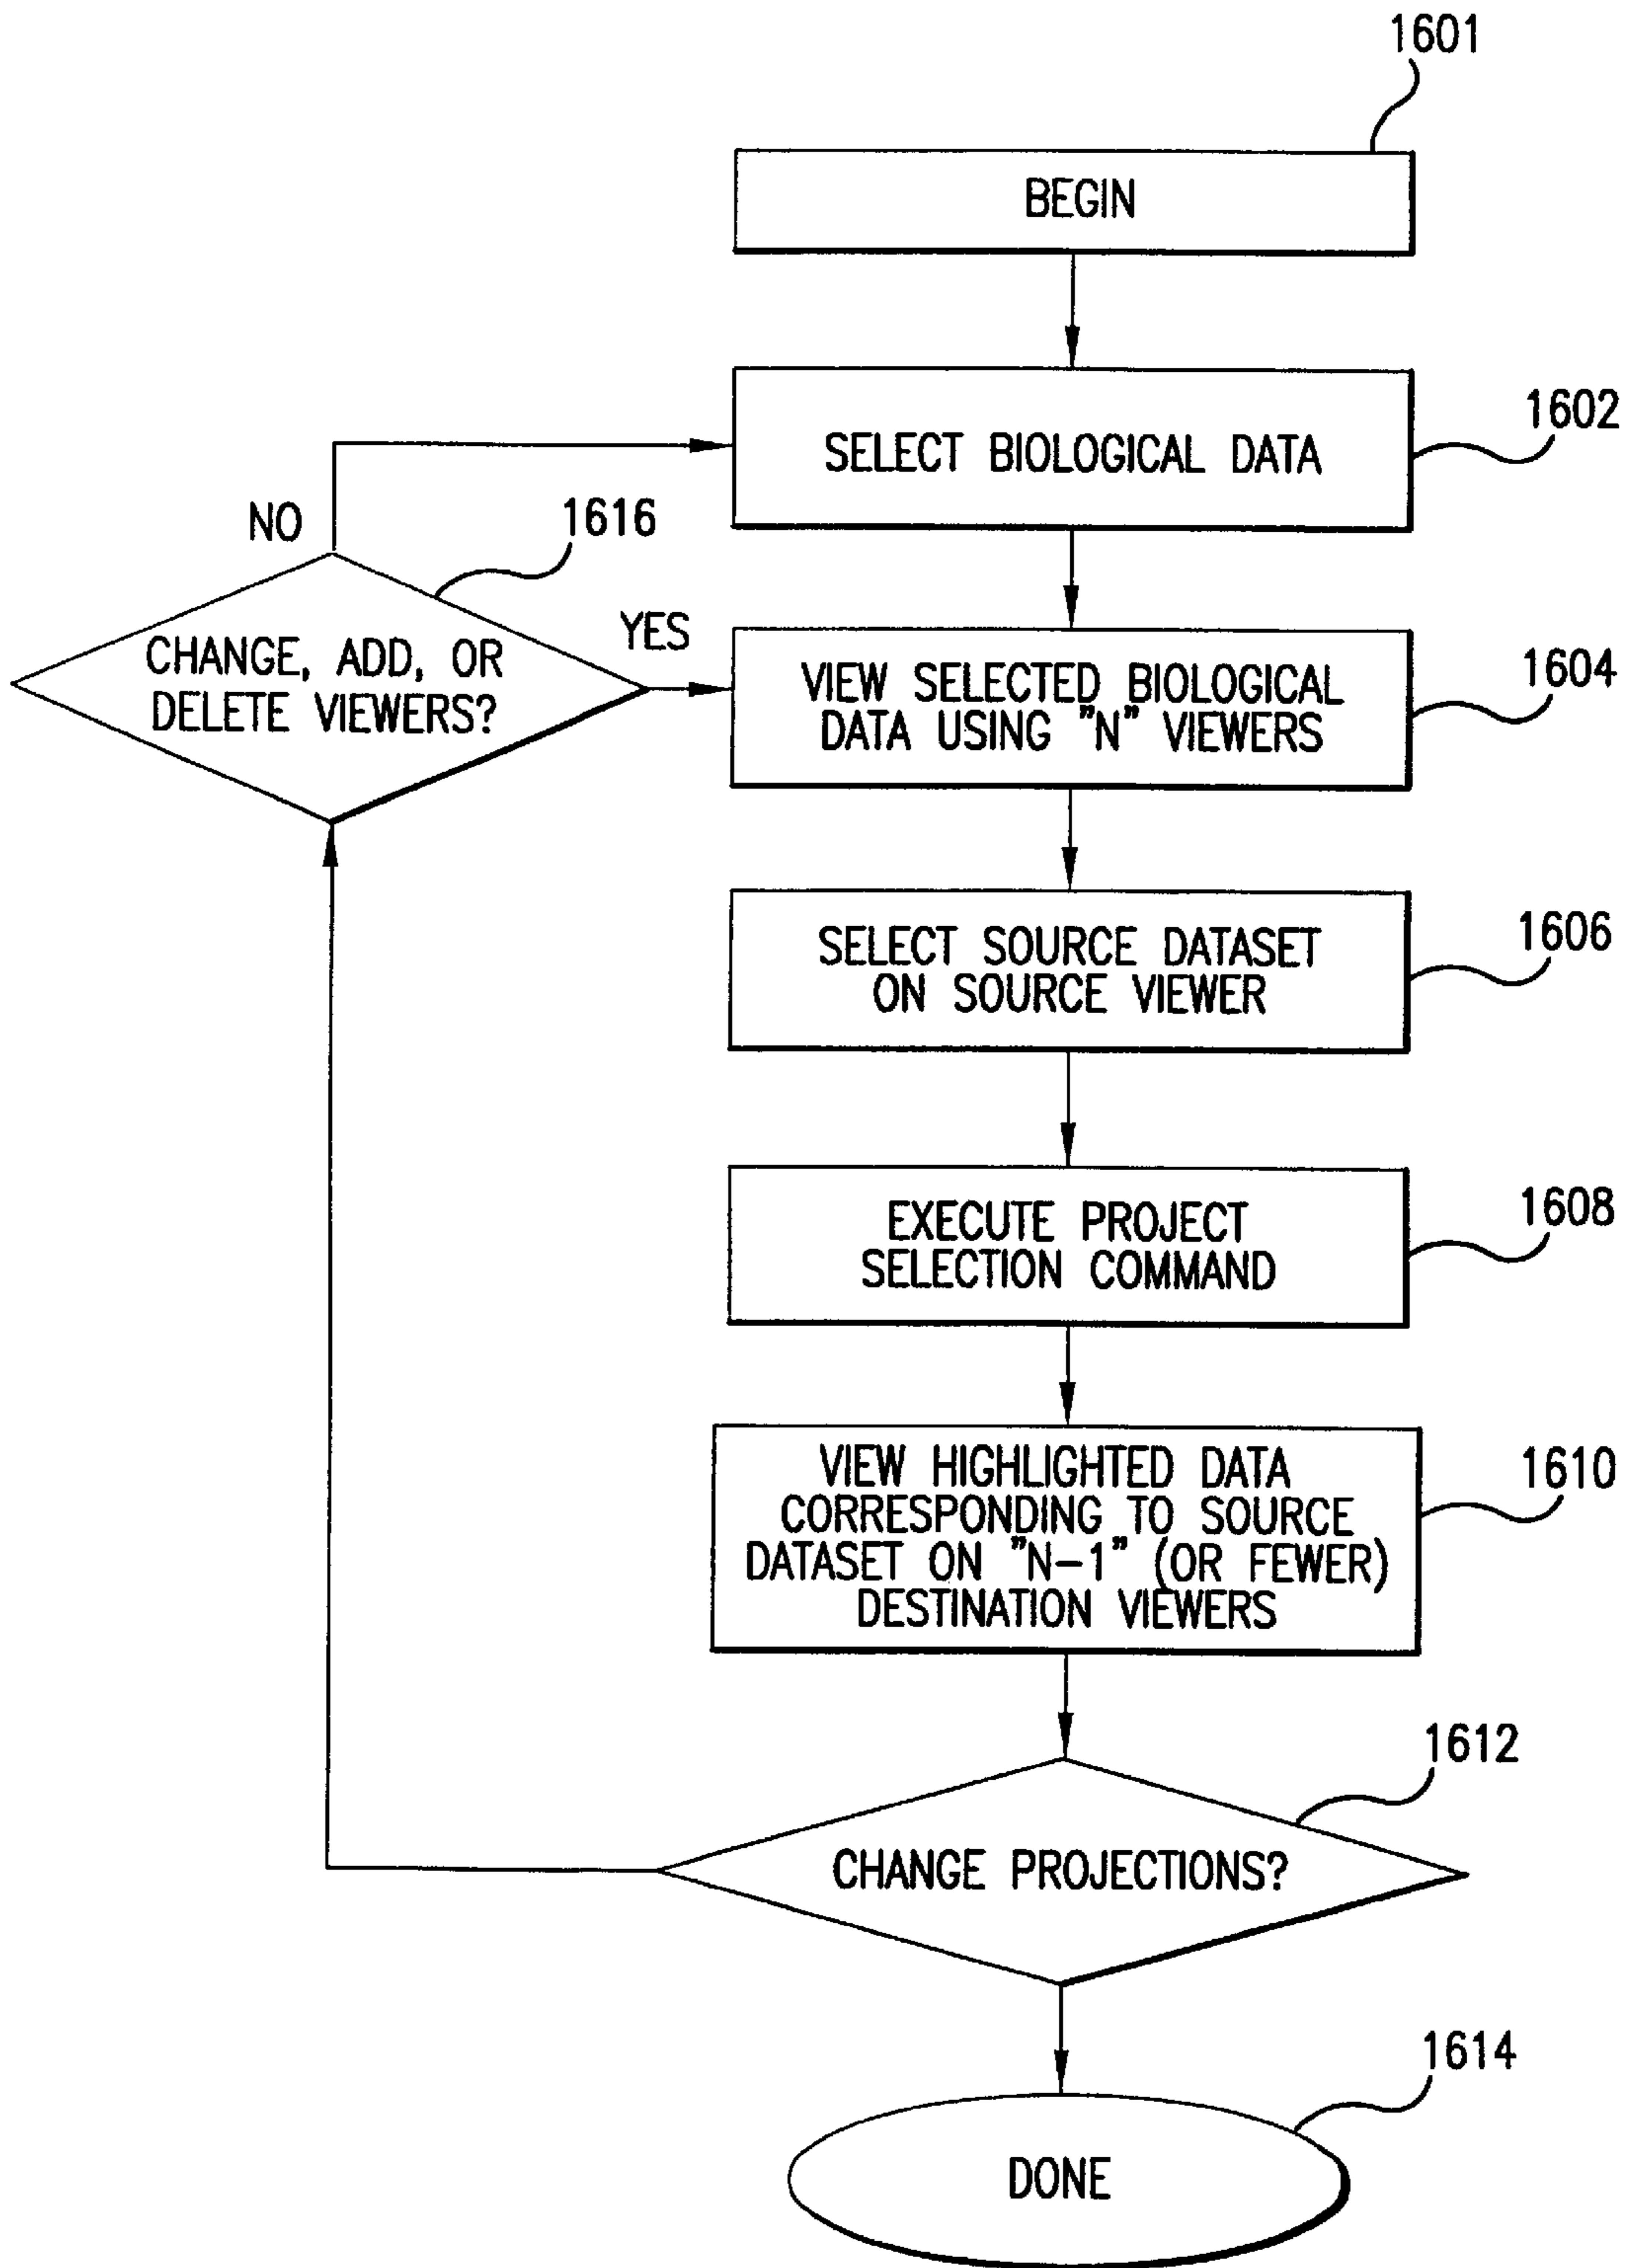 1601
BEGIN
1602
SELECT BIOLOGICAL DATA
NO
1616
CHANGE, ADD, OR
DELETE VIEWERS?
YES
1604
VIEW SELECTED BIOLOGICAL
DATA USING "N" VIEWERS
1606
SELECT SOURCE DATASET
ON SOURCE VIEWER
1608
EXECUTE PROJECT
SELECTION COMMAND
1610
VIEW HIGHLIGHTED DATA
CORRESPONDING TO SOURCE
DATASET ON "N-1" (OR FEWER)
DESTINATION VIEWERS
1612
CHANGE PROJECTIONS?
1614
DONE